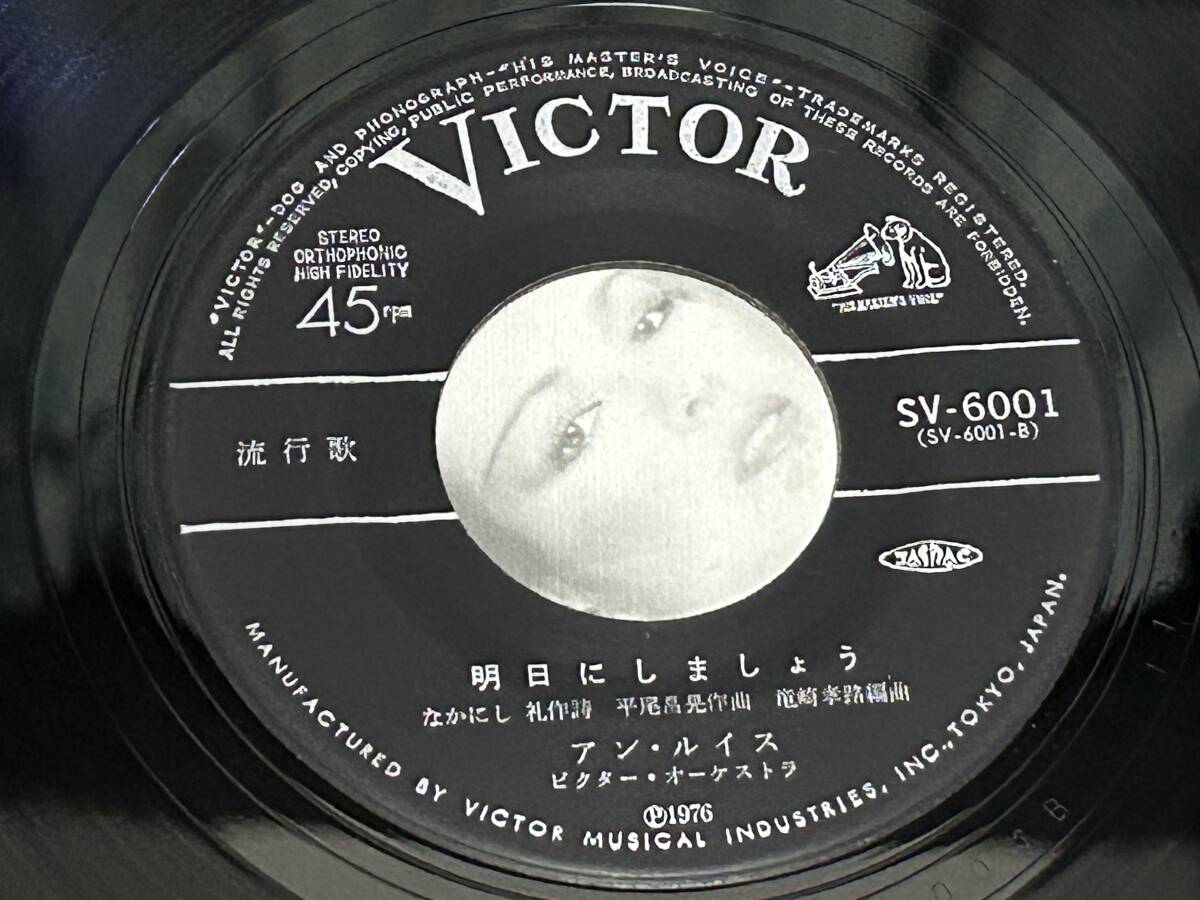 "VICTOR"-DOG AND PHONOGRAPH-"HIS MASTER'S VOICE"-TRADEMARKS REGISTERED.
ALL RIGHTS RESERVED, COPYING, PUBLIC PERFORMANCE, BROADCASTING OF THESE RECORDS ARE FORBIDDEN.
VICTOR
STEREO
ORTHOPHONIC
HIGH FIDELITY
45rpm
"HIS MASTER'S VOICE"
流行歌
SV-6001
(SV-6001-B)
JASRAC
明日にしましょう
なかにし 礼作詩 平尾昌晃作曲 竜崎孝路編曲
アン・ルイス
ビクター・オーケストラ
Ⓟ1976
MANUFACTURED BY VICTOR MUSICAL INDUSTRIES, INC., TOKYO, JAPAN.